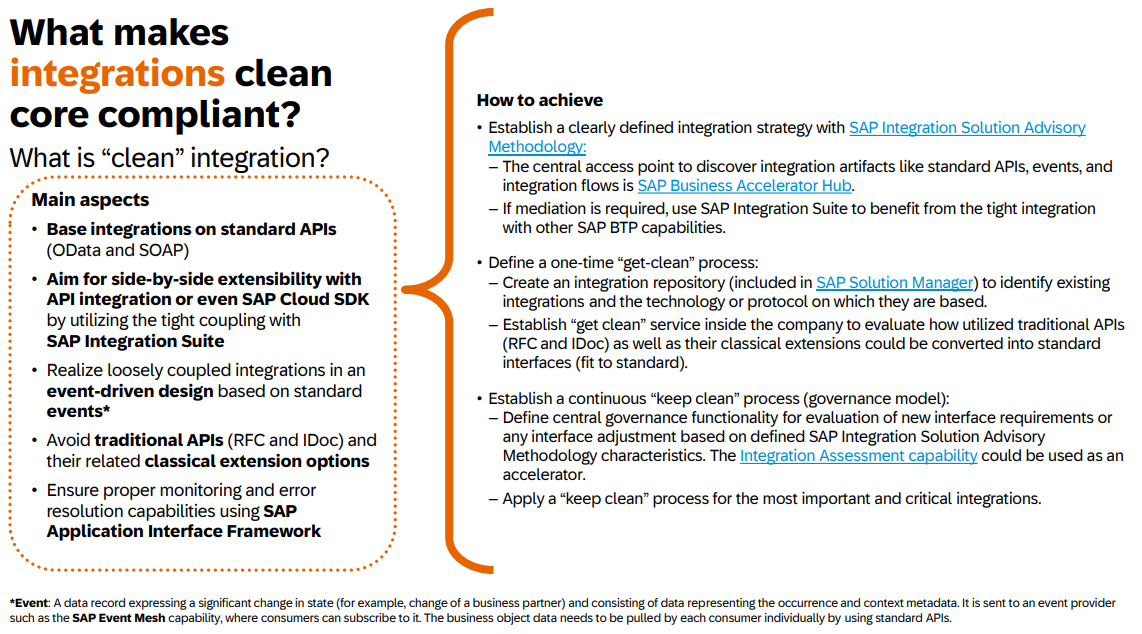 What makes
integrations clean
core compliant?
What is “clean” integration?
Main aspects
• Base integrations on standard APIs
(OData and SOAP)
• Aim for side-by-side extensibility with
API integration or even SAP Cloud SDK
by utilizing the tight coupling with
SAP Integration Suite
• Realize loosely coupled integrations in an
event-driven design based on standard
events*
• Avoid traditional APIs (RFC and IDoc) and
their related classical extension options
• Ensure proper monitoring and error
resolution capabilities using SAP
Application Interface Framework
How to achieve
• Establish a clearly defined integration strategy with SAP Integration Solution Advisory
Methodology:
– The central access point to discover integration artifacts like standard APIs, events, and
integration flows is SAP Business Accelerator Hub.
– If mediation is required, use SAP Integration Suite to benefit from the tight integration
with other SAP BTP capabilities.
• Define a one-time “get-clean” process:
– Create an integration repository (included in SAP Solution Manager) to identify existing
integrations and the technology or protocol on which they are based.
– Establish “get clean” service inside the company to evaluate how utilized traditional APIs
(RFC and IDoc) as well as their classical extensions could be converted into standard
interfaces (fit to standard).
• Establish a continuous “keep clean” process (governance model):
– Define central governance functionality for evaluation of new interface requirements or
any interface adjustment based on defined SAP Integration Solution Advisory
Methodology characteristics. The Integration Assessment capability could be used as an
accelerator.
– Apply a “keep clean” process for the most important and critical integrations.
*Event: A data record expressing a significant change in state (for example, change of a business partner) and consisting of data representing the occurrence and context metadata. It is sent to an event provider
such as the SAP Event Mesh capability, where consumers can subscribe to it. The business object data needs to be pulled by each consumer individually by using standard APIs.